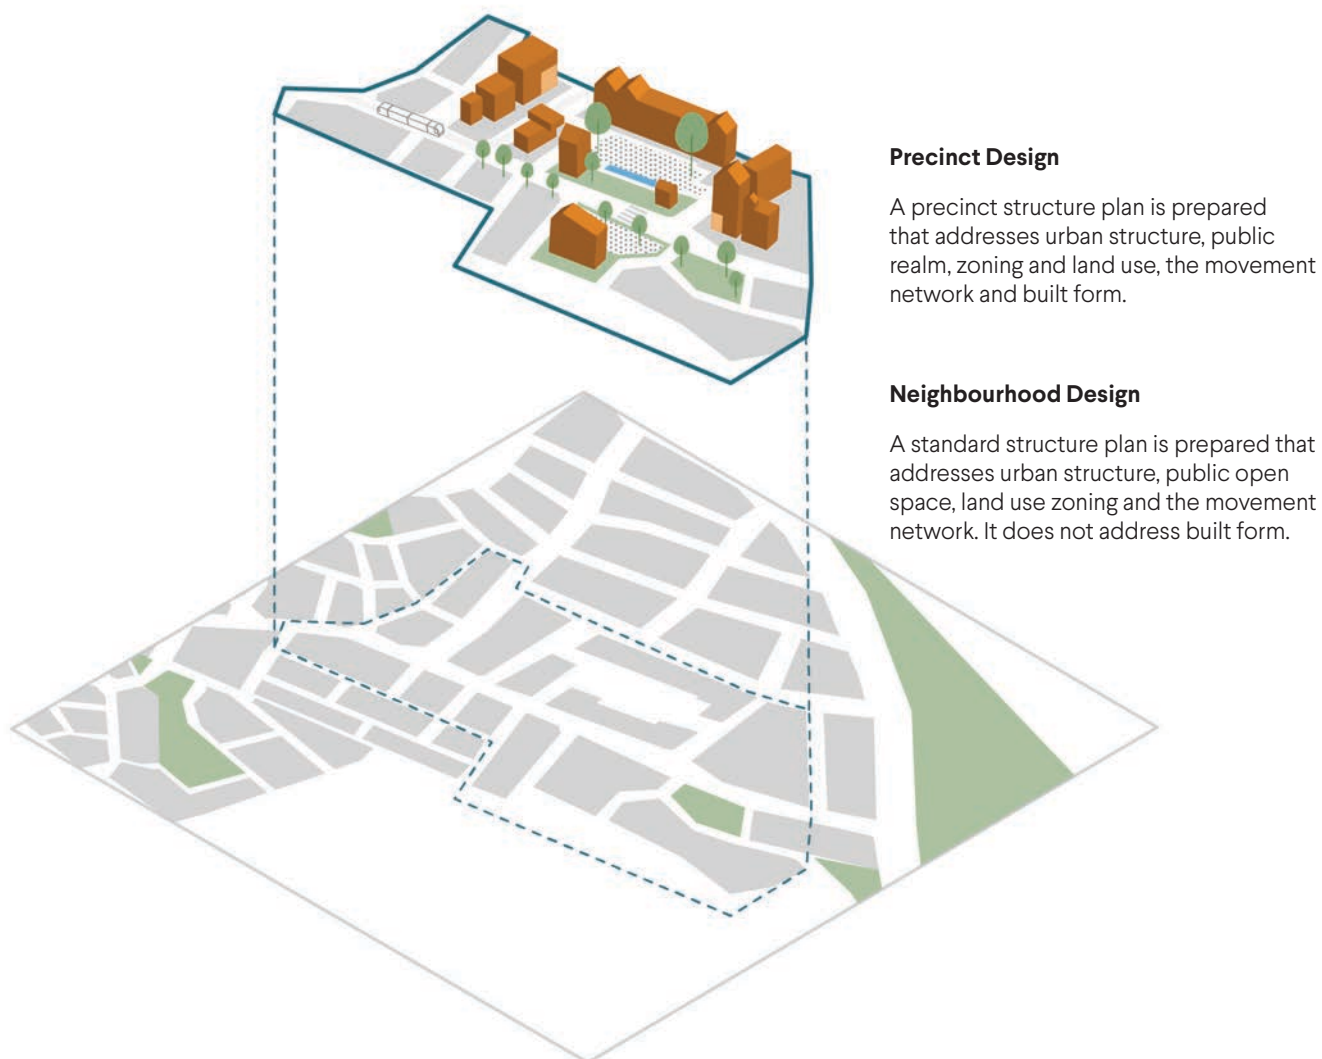 Precinct Design
A precinct structure plan is prepared
that addresses urban structure, public
realm, zoning and land use, the movement
network and built form.
Neighbourhood Design
A standard structure plan is prepared that
addresses urban structure, public open
space, land use zoning and the movement
network. It does not address built form.